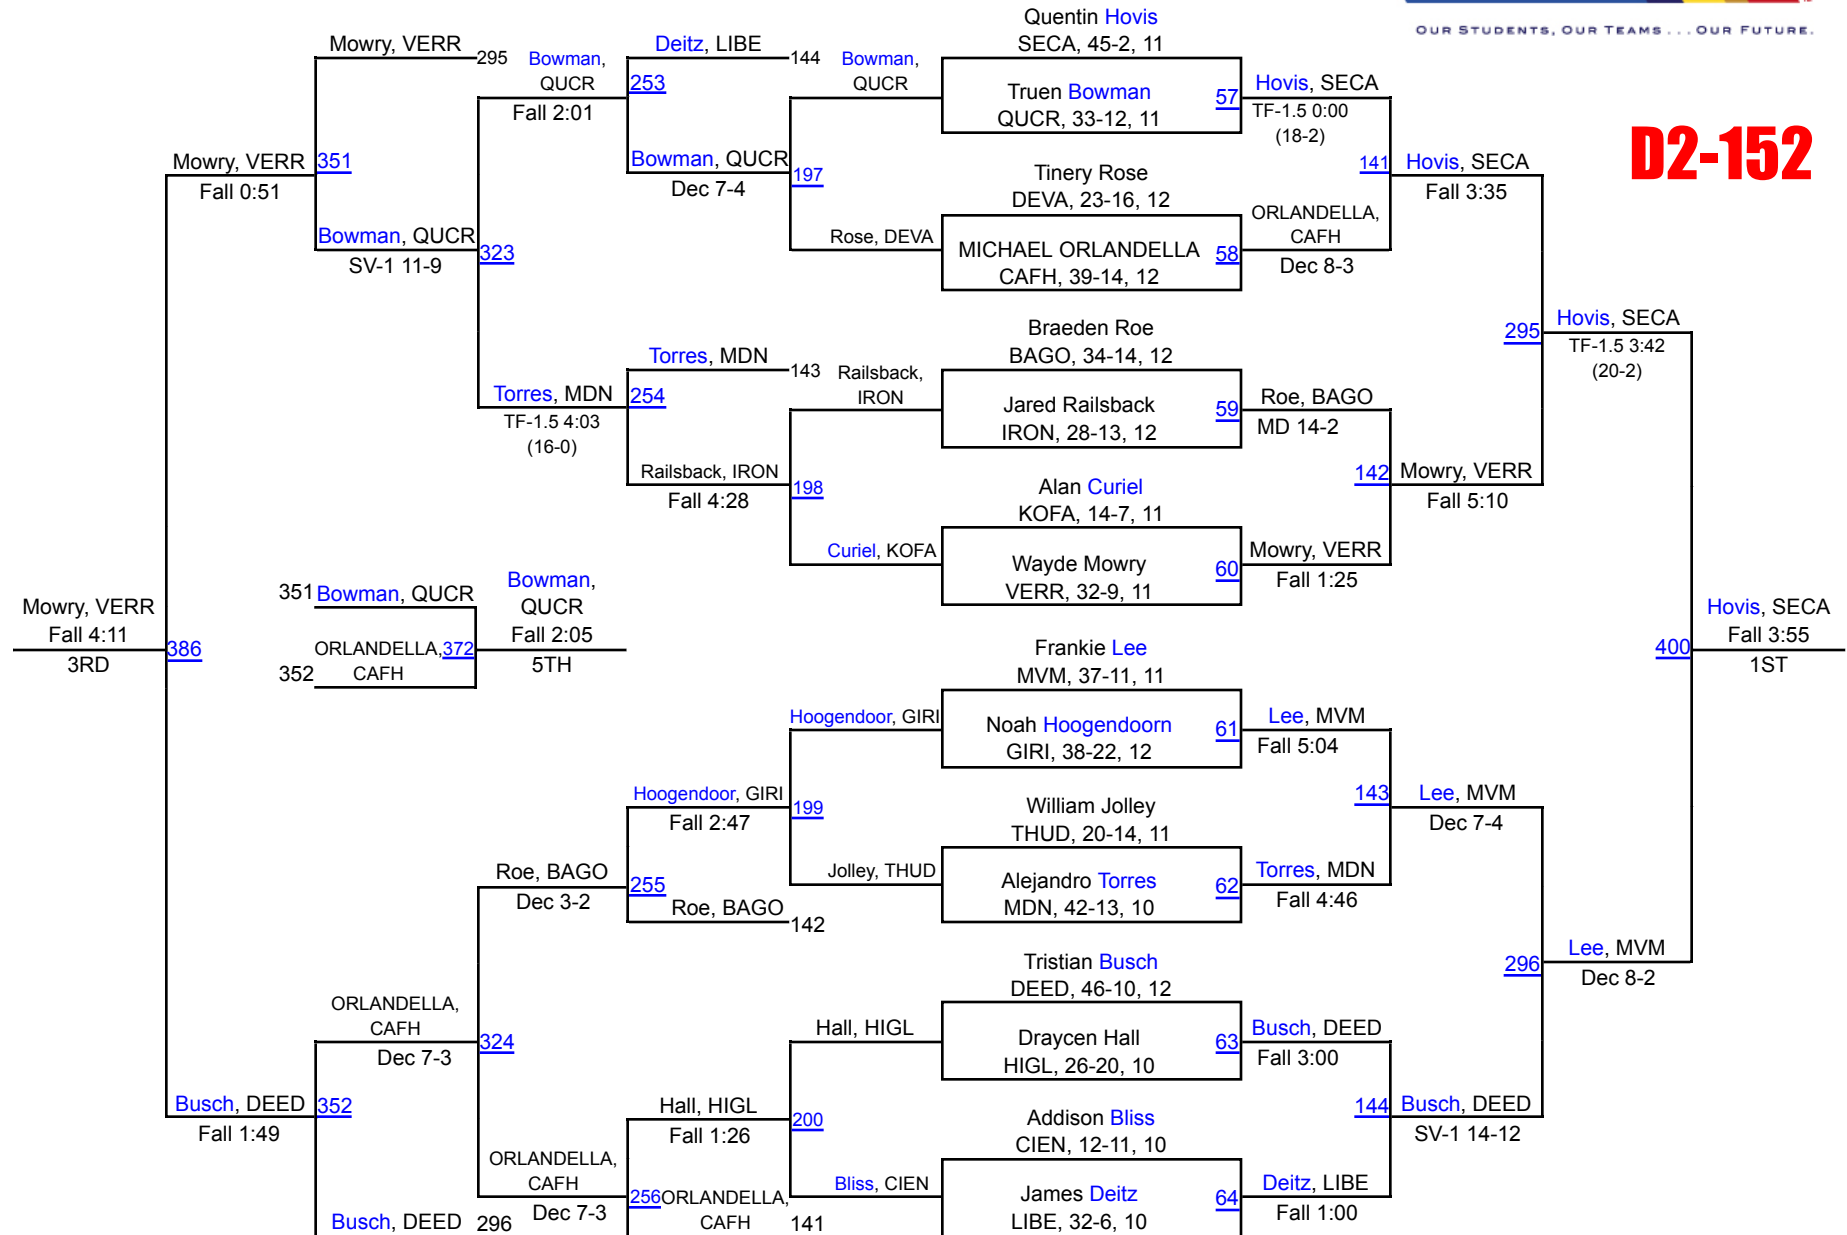 OUR STUDENTS, OUR TEAMS . . . OUR FUTURE.
D2-152
Quentin Hovis
SECA, 45-2, 11
Truen Bowman
QUCR, 33-12, 11
57
Tinery Rose
DEVA, 23-16, 12
MICHAEL ORLANDELLA
CAFH, 39-14, 12
58
Braeden Roe
BAGO, 34-14, 12
Jared Railsback
IRON, 28-13, 12
59
Alan Curiel
KOFA, 14-7, 11
Wayde Mowry
VERR, 32-9, 11
60
Frankie Lee
MVM, 37-11, 11
Noah Hoogendoorn
GIRI, 38-22, 12
61
William Jolley
THUD, 20-14, 11
Alejandro Torres
MDN, 42-13, 10
62
Tristian Busch
DEED, 46-10, 12
Draycen Hall
HIGL, 26-20, 10
63
Addison Bliss
CIEN, 12-11, 10
James Deitz
LIBE, 32-6, 10
64
Hovis, SECA
TF-1.5 0:00
(18-2)
141
ORLANDELLA,
CAFH
Dec 8-3
Roe, BAGO
MD 14-2
142
Mowry, VERR
Fall 1:25
Lee, MVM
Fall 5:04
143
Torres, MDN
Fall 4:46
Busch, DEED
Fall 3:00
144
Deitz, LIBE
Fall 1:00
Hovis, SECA
Fall 3:35
295
Mowry, VERR
Fall 5:10
Lee, MVM
Dec 7-4
296
Busch, DEED
SV-1 14-12
Hovis, SECA
TF-1.5 3:42
(20-2)
400
Lee, MVM
Dec 8-2
Hovis, SECA
Fall 3:55
1ST
Bowman,
QUCR
197
Rose, DEVA
Railsback,
IRON
198
Curiel, KOFA
Hoogendoor, GIRI
199
Jolley, THUD
Hall, HIGL
200
Bliss, CIEN
Deitz, LIBE
144
253
Bowman, QUCR
Dec 7-4
Torres, MDN
143
254
Railsback, IRON
Fall 4:28
Hoogendoor, GIRI
Fall 2:47
255
Roe, BAGO
142
Hall, HIGL
Fall 1:26
256
ORLANDELLA,
CAFH
141
Bowman,
QUCR
Fall 2:01
323
Torres, MDN
TF-1.5 4:03
(16-0)
Roe, BAGO
Dec 3-2
324
ORLANDELLA,
CAFH
Dec 7-3
Mowry, VERR
295
351
Bowman, QUCR
SV-1 11-9
ORLANDELLA,
CAFH
Dec 7-3
352
Busch, DEED
296
Mowry, VERR
Fall 0:51
386
Busch, DEED
Fall 1:49
Mowry, VERR
Fall 4:11
3RD
351
Bowman, QUCR
372
352
ORLANDELLA,
CAFH
Bowman,
QUCR
Fall 2:05
5TH